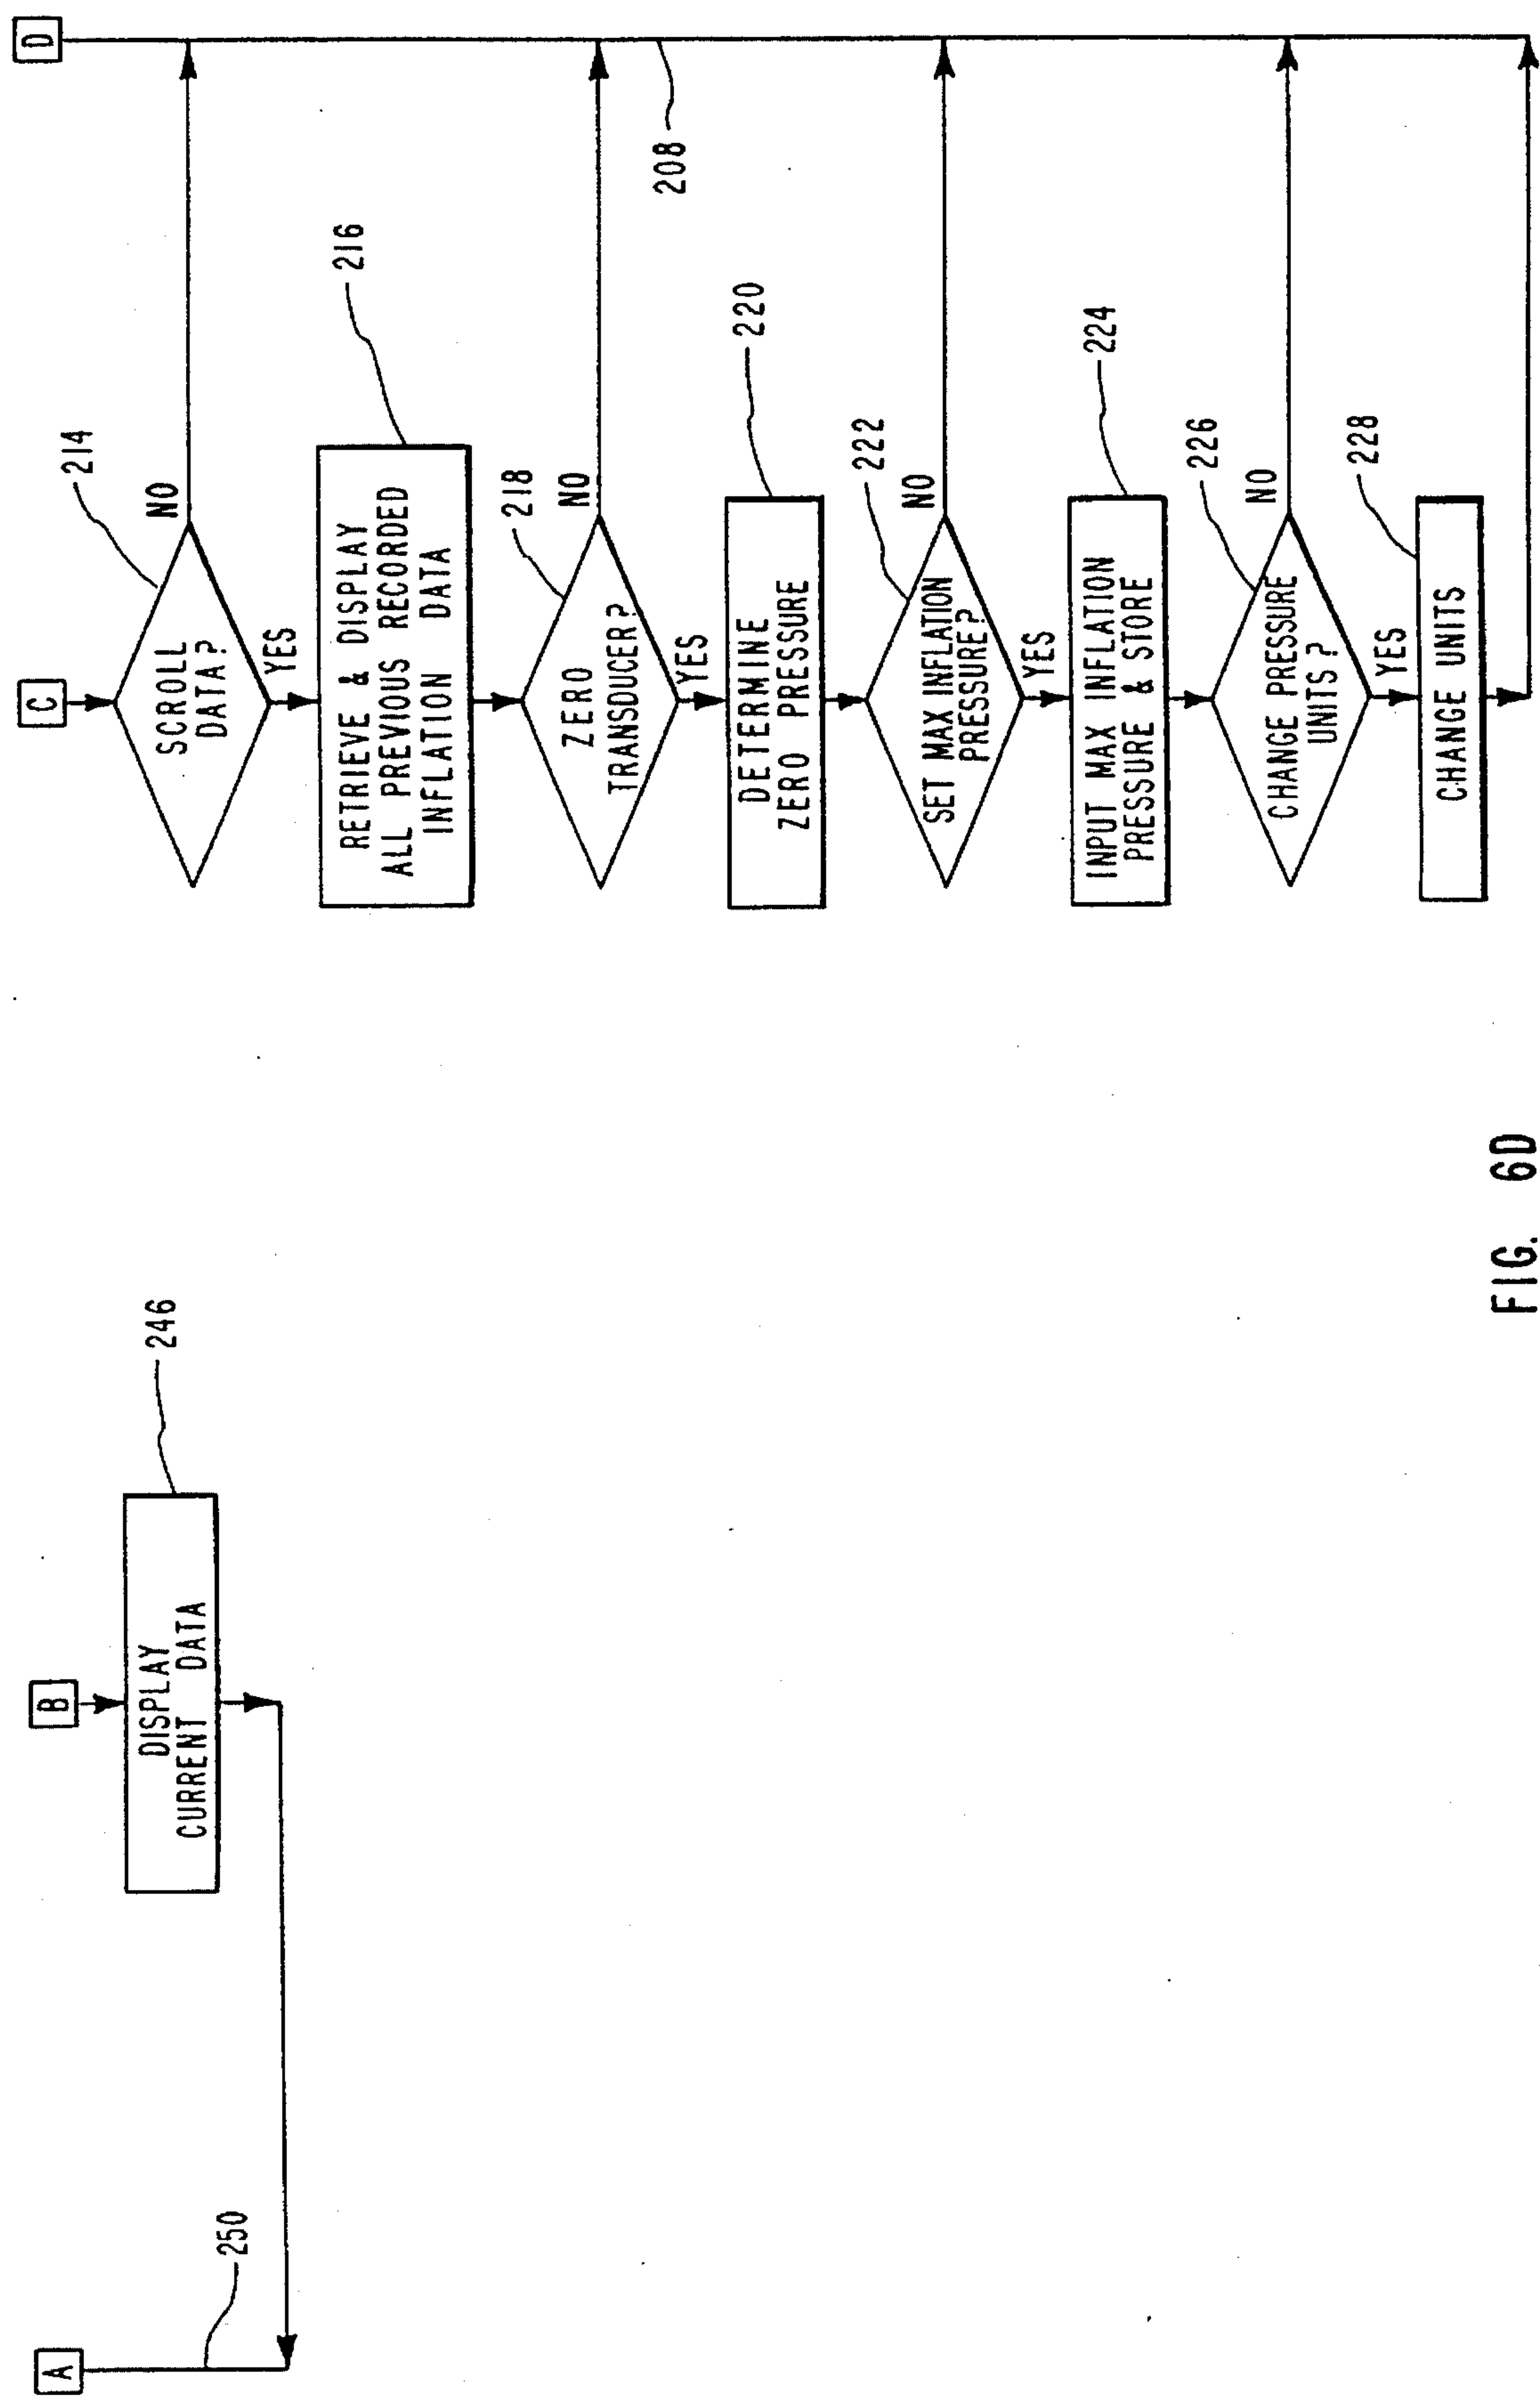 A
250
B
DISPLAY
CURRENT DATA
246
C
SCROLL
DATA?
214
NO
YES
RETRIEVE & DISPLAY
ALL PREVIOUS RECORDED
INFLATION DATA
216
ZERO
TRANSDUCER?
218
NO
YES
DETERMINE
ZERO PRESSURE
220
SET MAX INFLATION
PRESSURE?
222
NO
YES
INPUT MAX INFLATION
PRESSURE & STORE
224
CHANGE PRESSURE
UNITS?
226
NO
YES
CHANGE UNITS
228
D
208
FIG. 6D